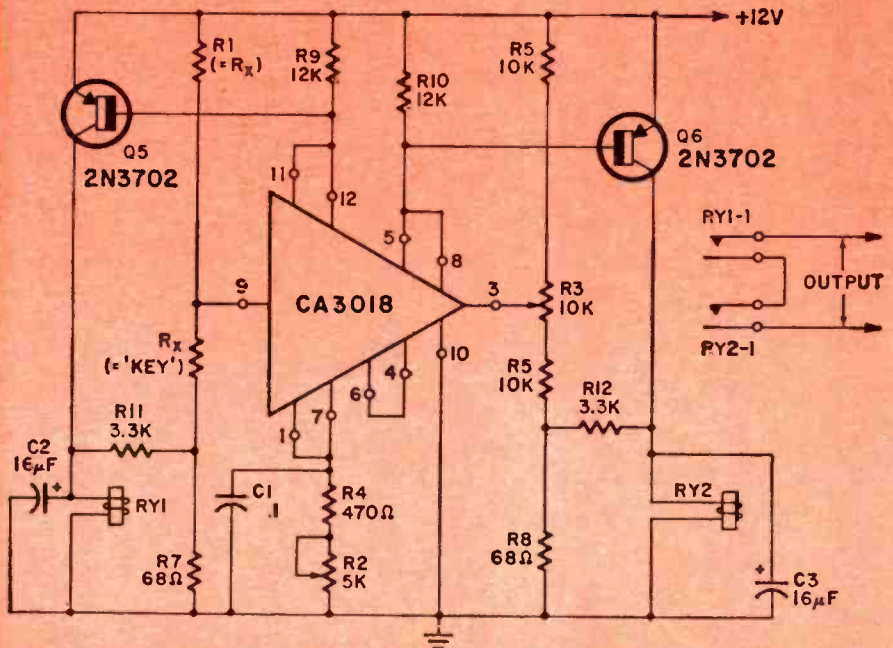 +12V
R1
(=RX)
R9
12K
R10
12K
R5
10K
Q5
2N3702
Q6
2N3702
11
12
5
8
9
CA3018
3
R3
10K
10
RY1-1
OUTPUT
RY2-1
RX
(='KEY')
6
4
7
1
R5
10K
R11
3.3K
R12
3.3K
C2
16µF
+
RY1
C1
.1
R4
470Ω
R2
5K
R7
68Ω
R8
68Ω
RY2
+
C3
16µF